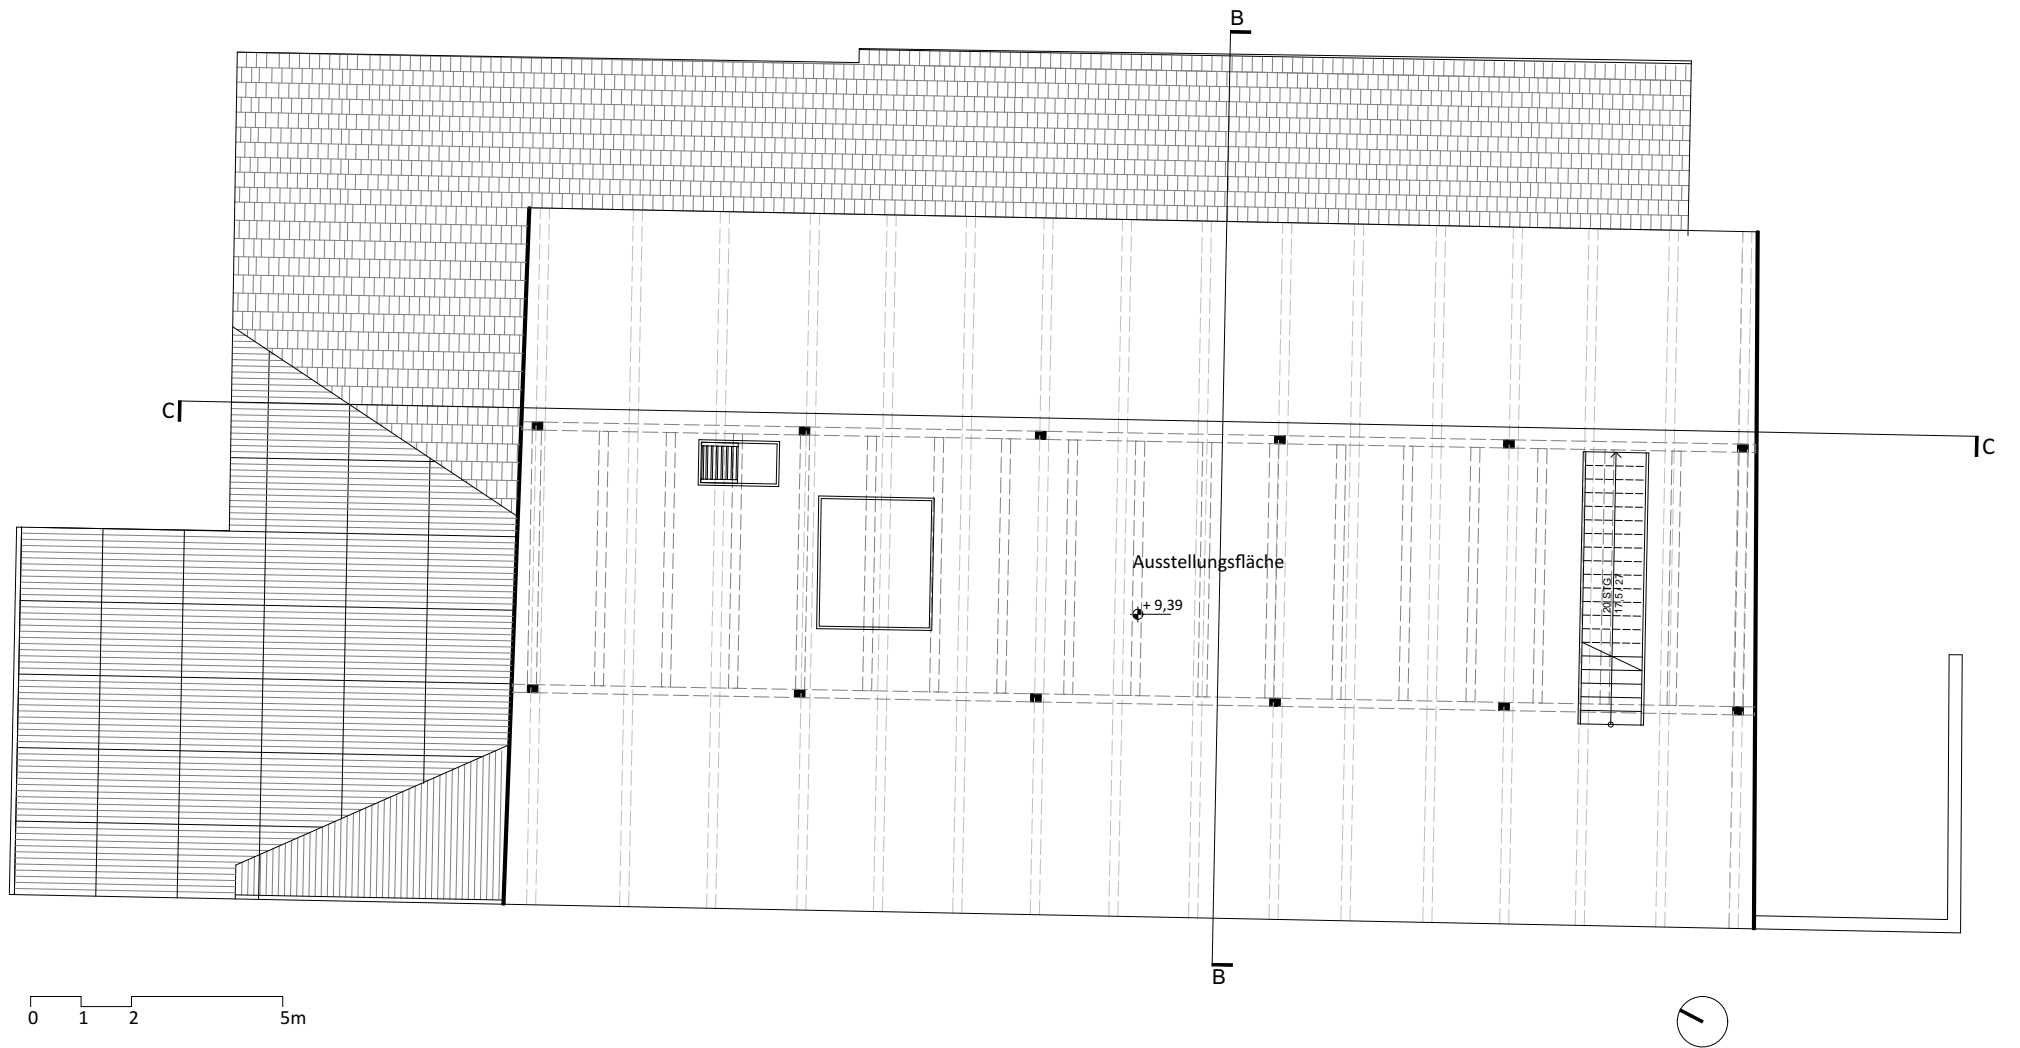 B
C
C
Ausstellungsfläche
+ 9,39
20 STG
17,5 / 27
B
0 1 2 5m